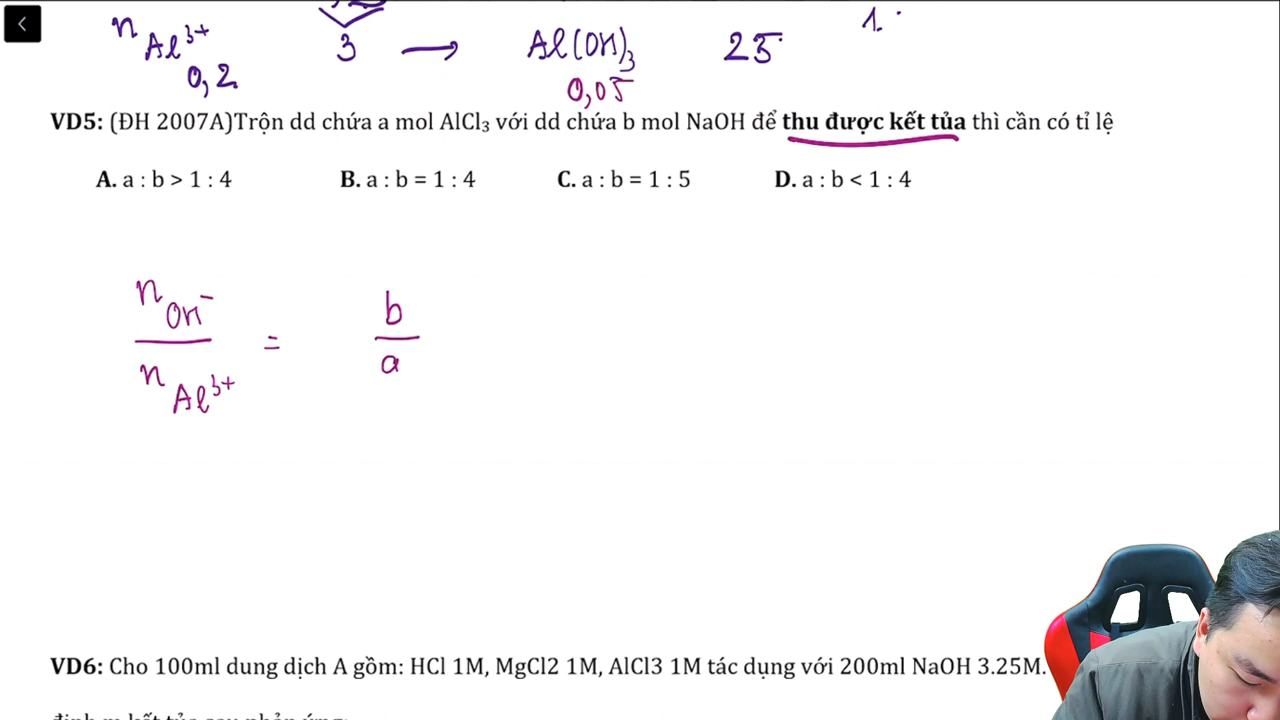 n Al³⁺ 3 → Al(OH)₃ 25
0,2 0,05
VD5: (ĐH 2007A)Trộn dd chứa a mol AlCl₃ với dd chứa b mol NaOH để thu được kết tủa thì cần có tỉ lệ
A. a : b > 1 : 4 B. a : b = 1 : 4 C. a : b = 1 : 5 D. a : b < 1 : 4
n OH⁻ b
=
n Al³⁺ a
VD6: Cho 100ml dung dịch A gồm: HCl 1M, MgCl2 1M, AlCl3 1M tác dụng với 200ml NaOH 3.25M.